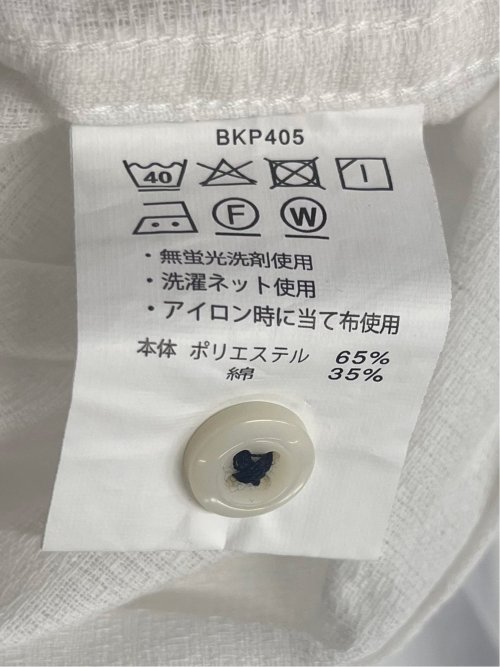 BKP405
40
F W
・無蛍光洗剤使用
・洗濯ネット使用
・アイロン時に当て布使用
本体 ポリエステル 65%
綿 35%